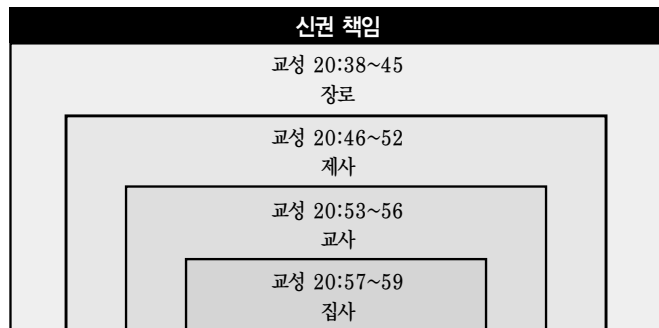 신권 책임
교성 20:38~45
장로
교성 20:46~52
제사
교성 20:53~56
교사
교성 20:57~59
집사